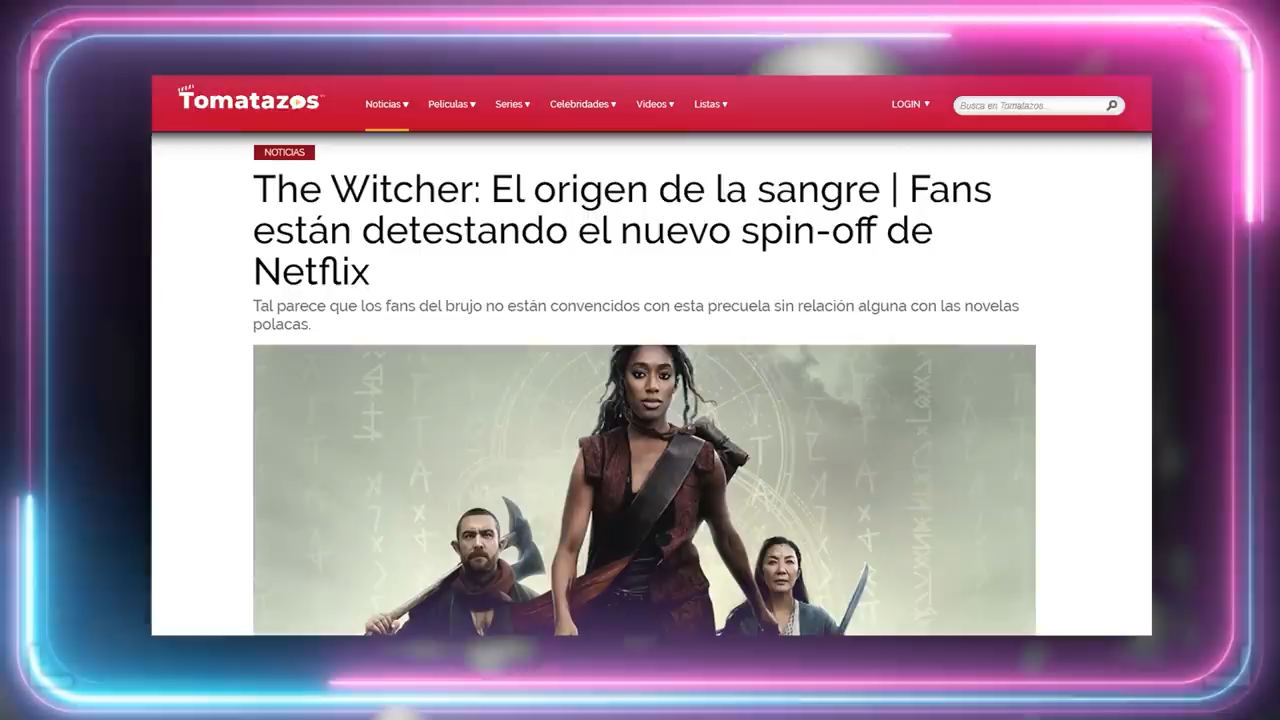 Tomatazos
Noticias ▾ Películas ▾ Series ▾ Celebridades ▾ Videos ▾ Listas ▾ LOGIN ▾ Busca en Tomatazos...
NOTICIAS
The Witcher: El origen de la sangre | Fans
están detestando el nuevo spin-off de
Netflix
Tal parece que los fans del brujo no están convencidos con esta precuela sin relación alguna con las novelas
polacas.